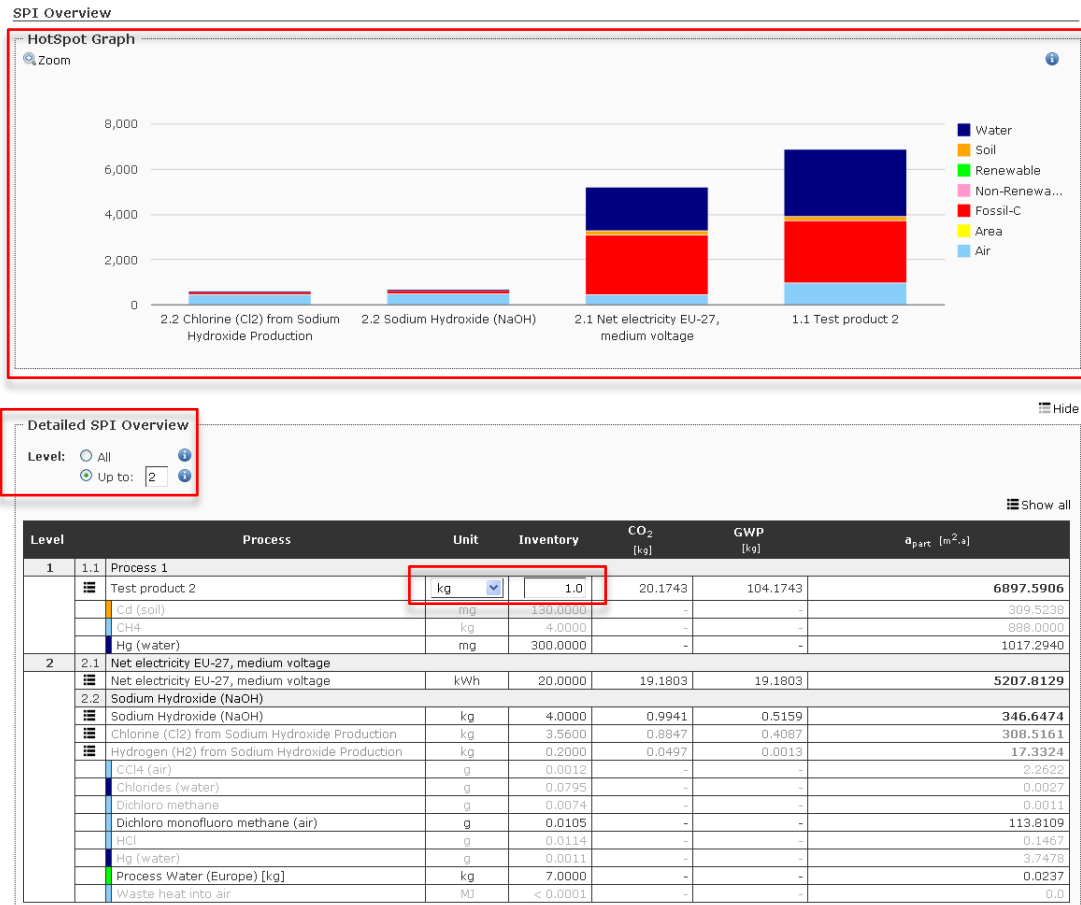 SPI Overview
HotSpot Graph
Zoom
8,000
6,000
4,000
2,000
0
2.2 Chlorine (Cl2) from Sodium
Hydroxide Production
2.2 Sodium Hydroxide (NaOH)
2.1 Net electricity EU-27,
medium voltage
1.1 Test product 2
Water
Soil
Renewable
Non-Renewa...
Fossil-C
Area
Air
Hide
Detailed SPI Overview
Level: All
Up to: 2
Show all
Level Process Unit Inventory CO2 [kg] GWP [kg] apart [m2.a]
1 1.1 Process 1
Test product 2 kg 1.0 20.1743 104.1743 6897.5906
Cd (soil) mg 130.0000 - - 309.5238
CH4 kg 4.0000 - - 888.0000
Hg (water) mg 300.0000 - - 1017.2940
2 2.1 Net electricity EU-27, medium voltage
Net electricity EU-27, medium voltage kWh 20.0000 19.1803 19.1803 5207.8129
2.2 Sodium Hydroxide (NaOH)
Sodium Hydroxide (NaOH) kg 4.0000 0.9941 0.5159 346.6474
Chlorine (Cl2) from Sodium Hydroxide Production kg 3.5600 0.8847 0.4087 308.5161
Hydrogen (H2) from Sodium Hydroxide Production kg 0.2000 0.0497 0.0013 17.3324
CCl4 (air) g 0.0012 - - 2.2622
Chlorides (water) g 0.0795 - - 0.0027
Dichloro methane g 0.0074 - - 0.0011
Dichloro monofluoro methane (air) g 0.0105 - - 113.8109
HCl g 0.0114 - - 0.1467
Hg (water) g 0.0011 - - 3.7478
Process Water (Europe) [kg] kg 7.0000 - - 0.0237
Waste heat into air MJ < 0.0001 - - 0.0